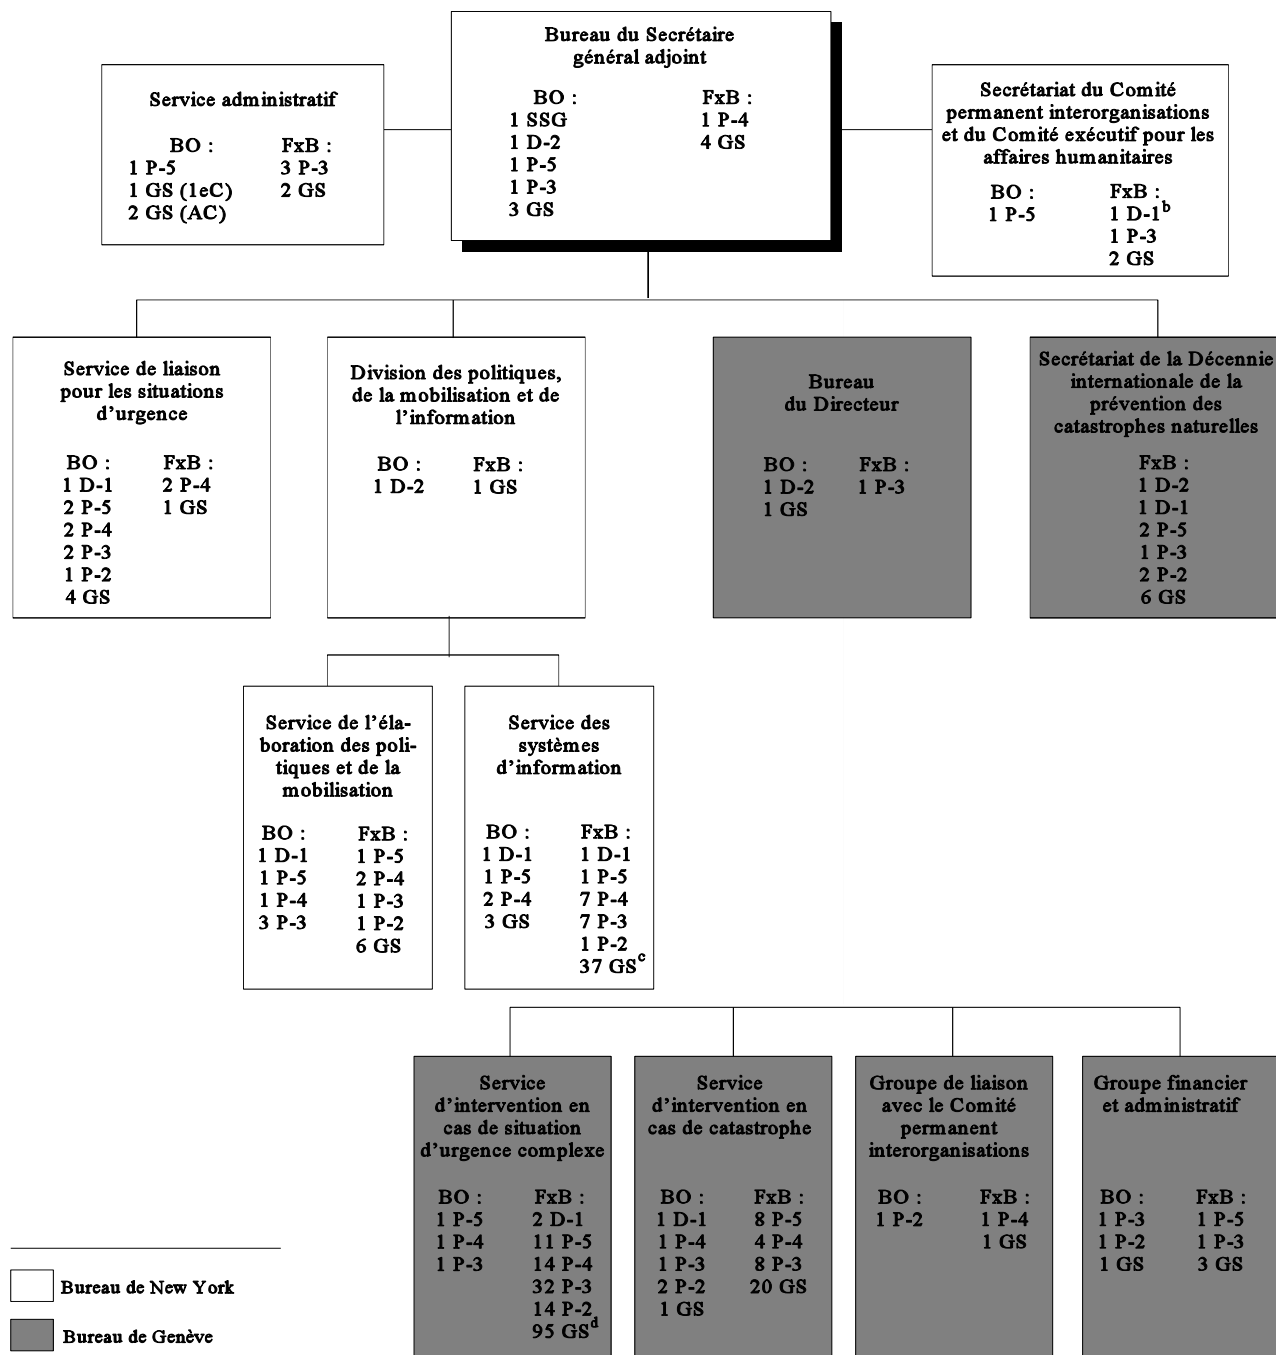 Bureau du Secrétaire
général adjoint
BO :
1 SSG
1 D-2
1 P-5
1 P-3
3 GS
FxB :
1 P-4
4 GS
Service administratif
BO :
1 P-5
1 GS (1eC)
2 GS (AC)
FxB :
3 P-3
2 GS
Secrétariat du Comité
permanent interorganisations
et du Comité exécutif pour les
affaires humanitaires
BO :
1 P-5
FxB :
1 D-1b
1 P-3
2 GS
Service de liaison
pour les situations
d’urgence
BO :
1 D-1
2 P-5
2 P-4
2 P-3
1 P-2
4 GS
FxB :
2 P-4
1 GS
Division des politiques,
de la mobilisation et de
l’information
BO :
1 D-2
FxB :
1 GS
Bureau
du Directeur
BO :
1 D-2
1 GS
FxB :
1 P-3
Secrétariat de la Décennie
internationale de la
prévention des
catastrophes naturelles
FxB :
1 D-2
1 D-1
2 P-5
1 P-3
2 P-2
6 GS
Service de l’éla-
boration des poli-
tiques et de la
mobilisation
BO :
1 D-1
1 P-5
1 P-4
3 P-3
FxB :
1 P-5
2 P-4
1 P-3
1 P-2
6 GS
Service des
systèmes
d’information
BO :
1 D-1
1 P-5
2 P-4
3 GS
FxB :
1 D-1
1 P-5
7 P-4
7 P-3
1 P-2
37 GSc
Service
d’intervention en
cas de situation
d’urgence complexe
BO :
1 P-5
1 P-4
1 P-3
FxB :
2 D-1
11 P-5
14 P-4
32 P-3
14 P-2
95 GSd
Service
d’intervention en
cas de catastrophe
BO :
1 D-1
1 P-4
1 P-3
2 P-2
1 GS
FxB :
8 P-5
4 P-4
8 P-3
20 GS
Groupe de liaison
avec le Comité
permanent
interorganisations
BO :
1 P-2
FxB :
1 P-4
1 GS
Groupe financier
et administratif
BO :
1 P-3
1 P-2
1 GS
FxB :
1 P-5
1 P-3
3 GS
Bureau de New York
Bureau de Genève